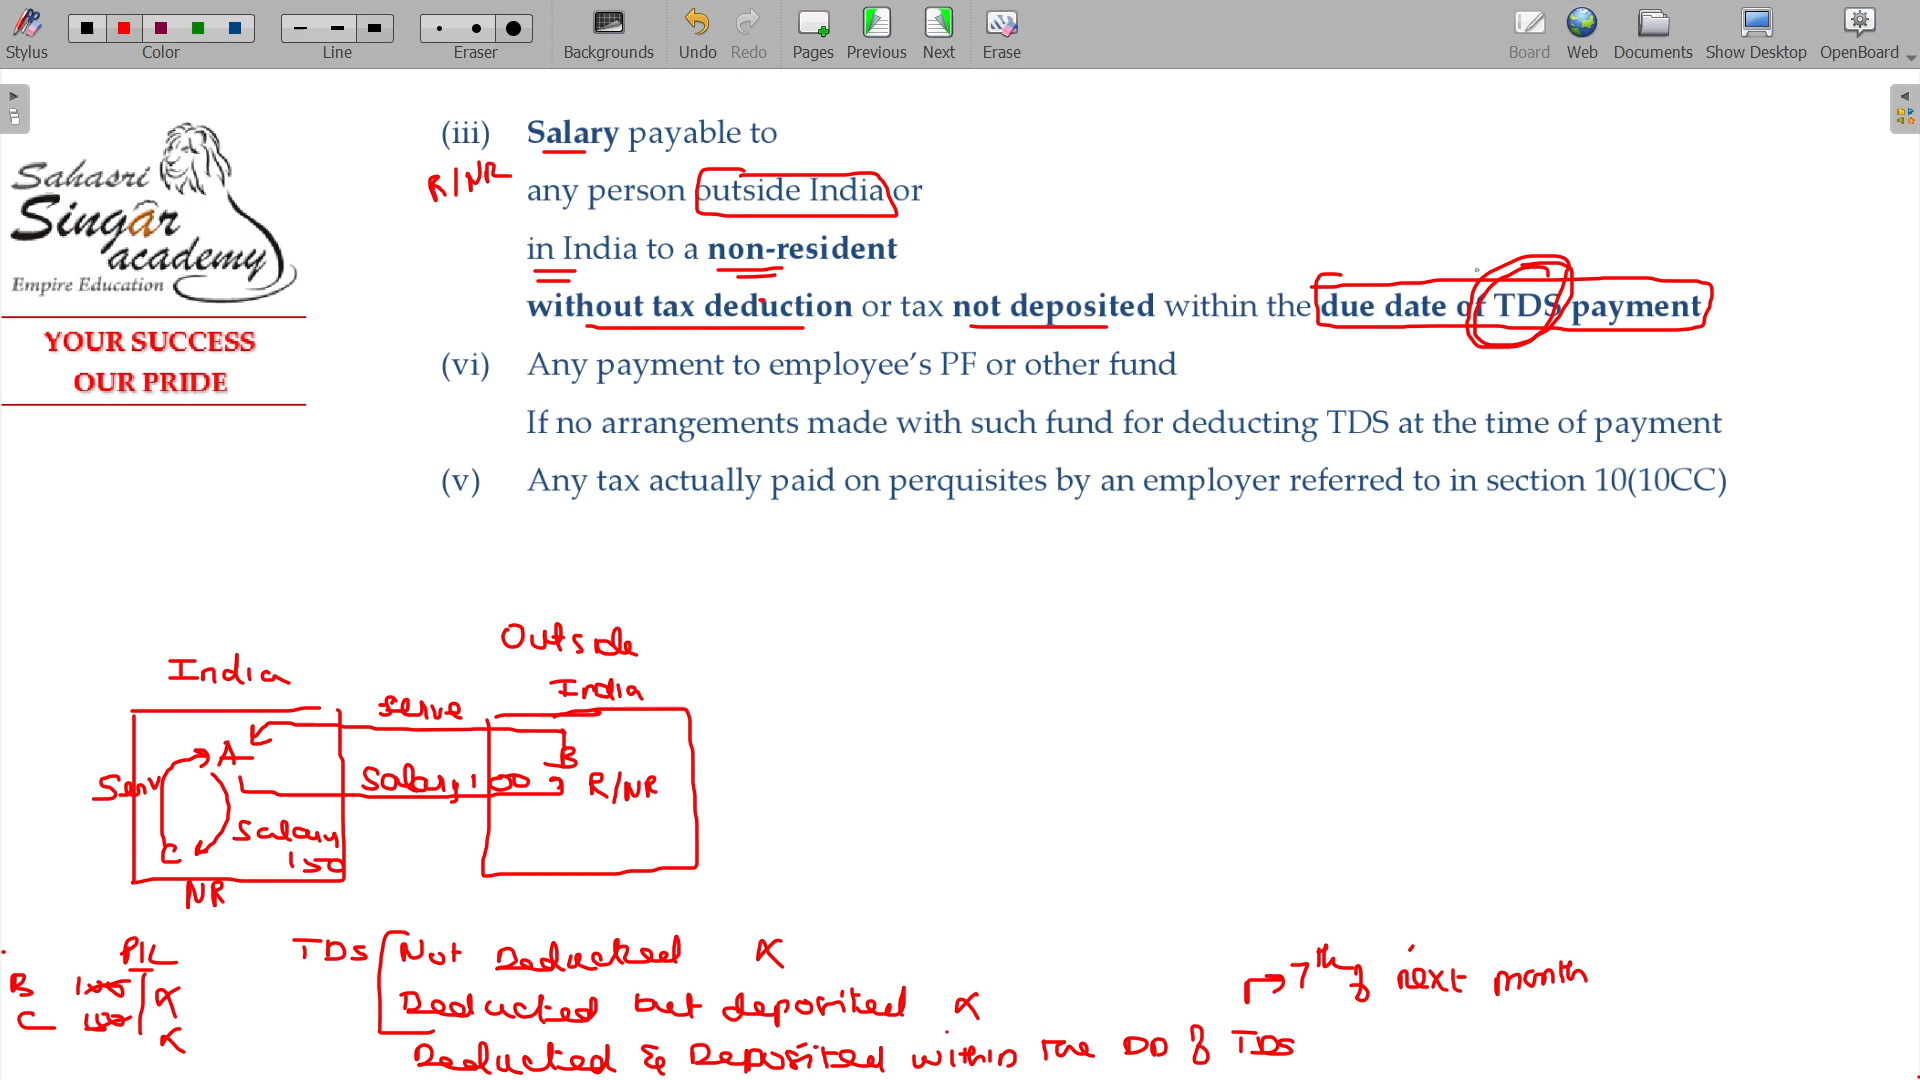 Stylus Color Line Eraser Backgrounds Undo Redo Pages Previous Next Erase Board Web Documents Show Desktop OpenBoard
Sahasri
Singar
academy
Empire Education
YOUR SUCCESS
OUR PRIDE
(iii) Salary payable to
R/NR
any person outside India or
in India to a non-resident
without tax deduction or tax not deposited within the due date of TDS payment
(vi) Any payment to employee's PF or other fund
If no arrangements made with such fund for deducting TDS at the time of payment
(v) Any tax actually paid on perquisites by an employer referred to in section 10(10CC)
Outside
India
India
serve
A
B
Serv
Salary 100
R/NR
Salary
C
150
NR
P/L
TDS Not Deducted
B 100
Deducted but deposited
7th of next month
C 150
Deducted & Deposited within the DD of TDS